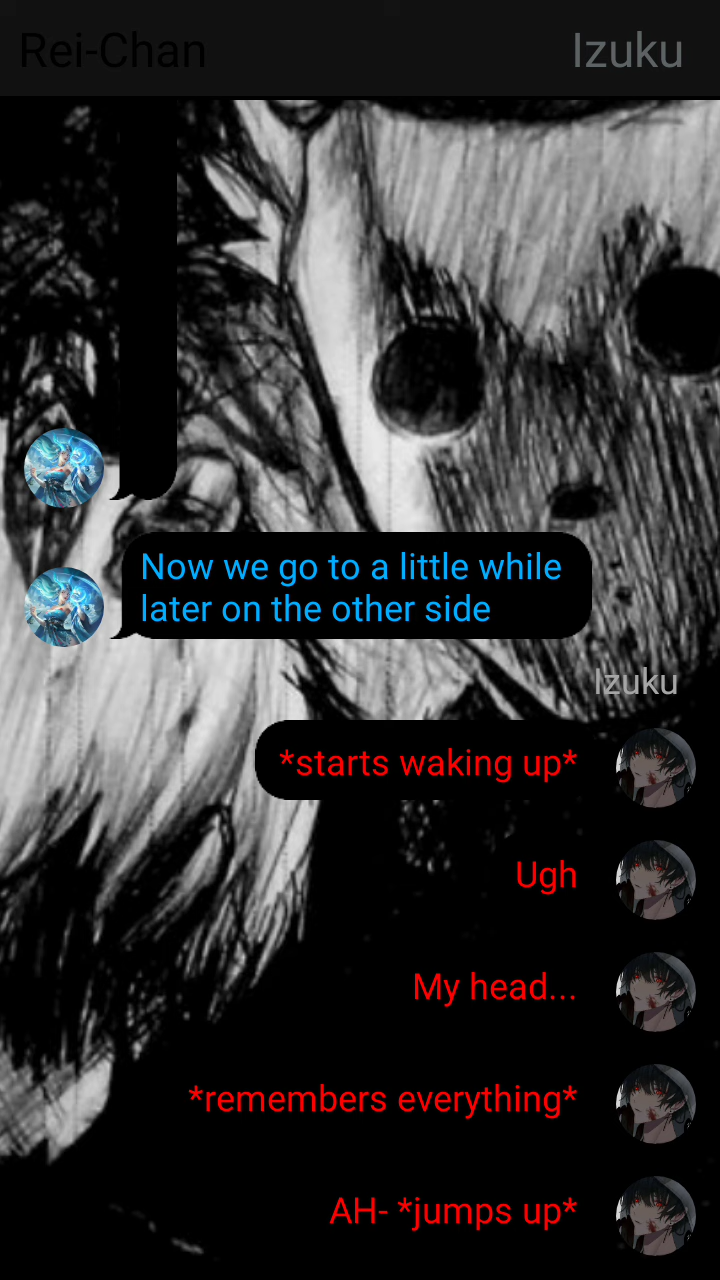 Rei-Chan
Izuku
Now we go to a little while
later on the other side
Izuku
*starts waking up*
Ugh
My head...
*remembers everything*
AH- *jumps up*